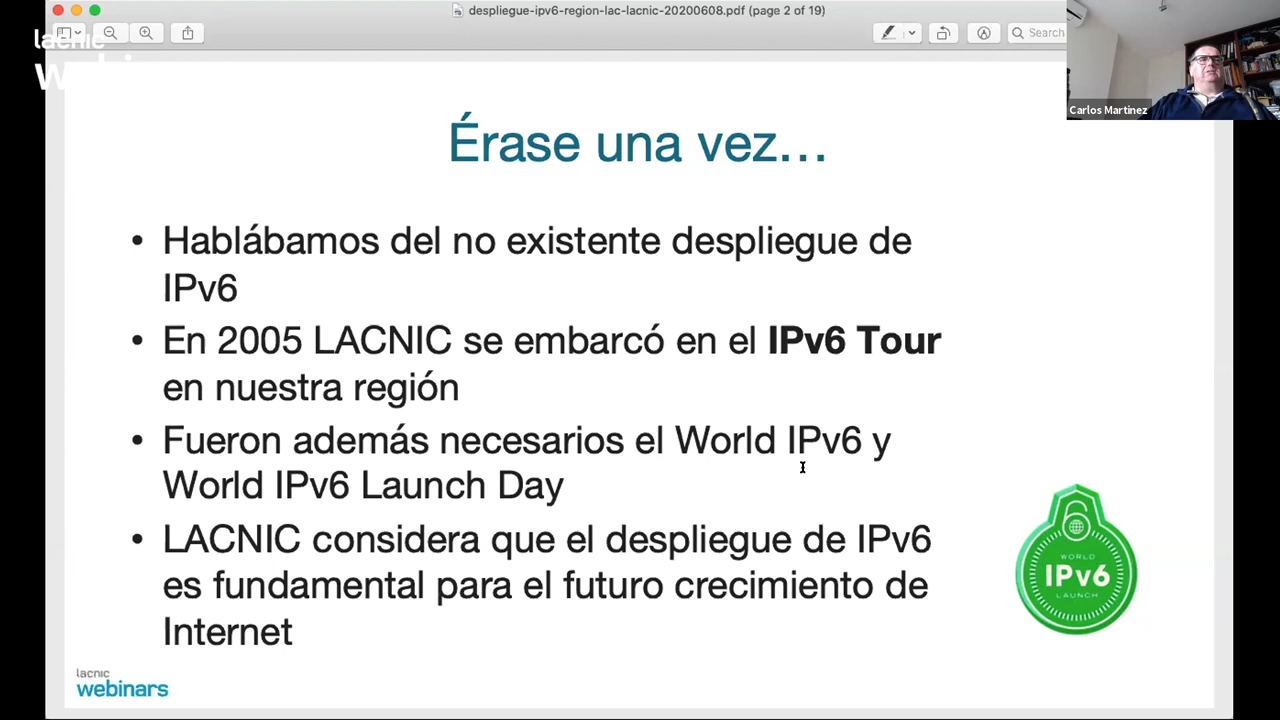 despliegue-ipv6-region-lac-lacnic-20200608.pdf (page 2 of 19)
lacnic
Search
Carlos Martinez
Érase una vez...
• Hablábamos del no existente despliegue de
IPv6
• En 2005 LACNIC se embarcó en el IPv6 Tour
en nuestra región
• Fueron además necesarios el World IPv6 y
World IPv6 Launch Day
• LACNIC considera que el despliegue de IPv6
es fundamental para el futuro crecimiento de
Internet
WORLD
IPv6
LAUNCH
lacnic
webinars